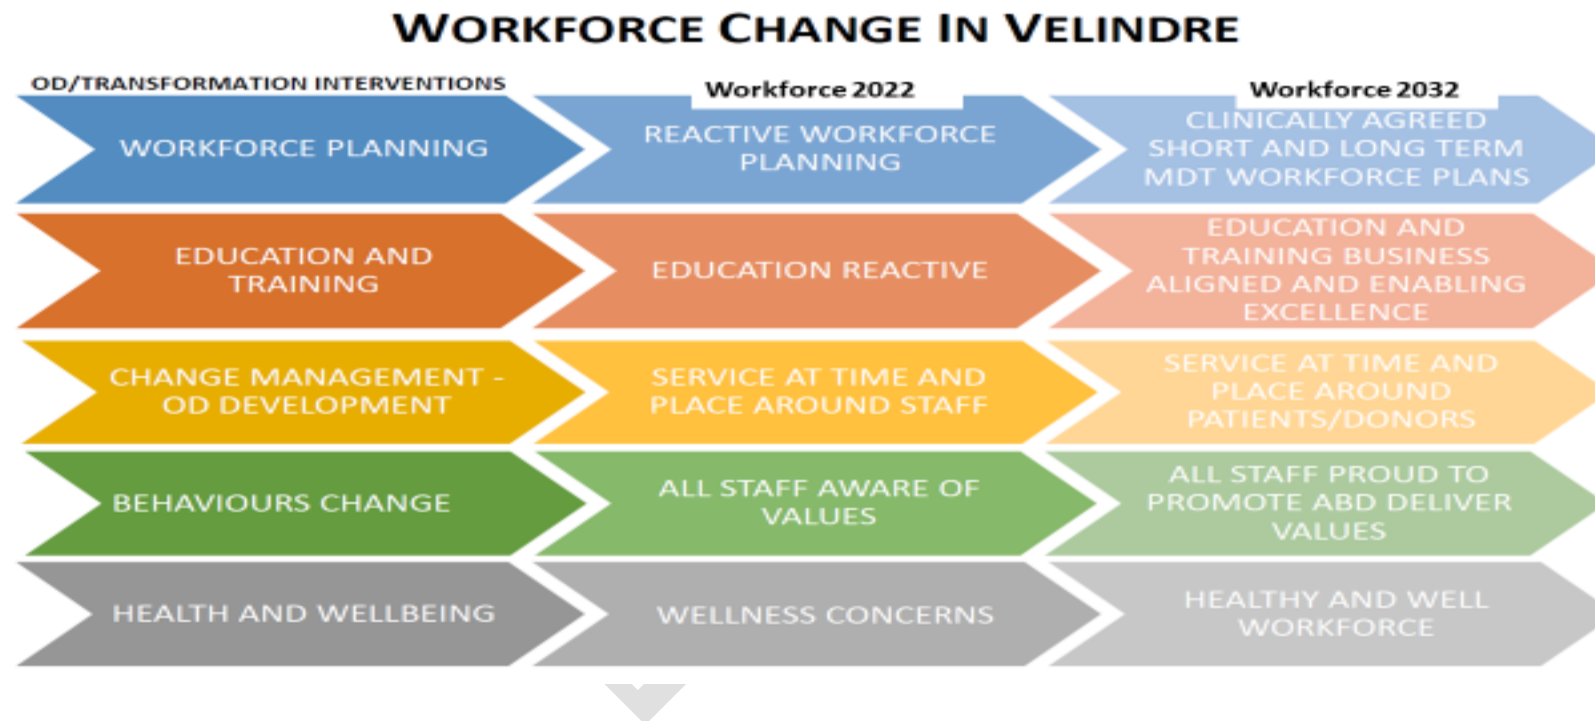 WORKFORCE CHANGE IN VELINDRE
OD/TRANSFORMATION INTERVENTIONS
Workforce 2022
Workforce 2032
WORKFORCE PLANNING
REACTIVE WORKFORCE
PLANNING
CLINICALLY AGREED
SHORT AND LONG TERM
MDT WORKFORCE PLANS
EDUCATION AND
TRAINING
EDUCATION REACTIVE
EDUCATION AND
TRAINING BUSINESS
ALIGNED AND ENABLING
EXCELLENCE
CHANGE MANAGEMENT -
OD DEVELOPMENT
SERVICE AT TIME AND
PLACE AROUND STAFF
SERVICE AT TIME AND
PLACE AROUND
PATIENTS/DONORS
BEHAVIOURS CHANGE
ALL STAFF AWARE OF
VALUES
ALL STAFF PROUD TO
PROMOTE ABD DELIVER
VALUES
HEALTH AND WELLBEING
WELLNESS CONCERNS
HEALTHY AND WELL
WORKFORCE